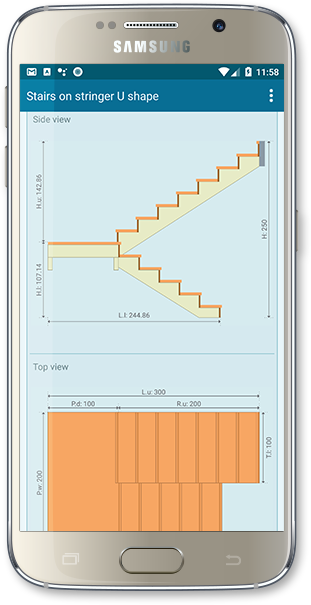 SAMSUNG
11:58
Stairs on stringer U shape
Side view
H.u: 142.86
H: 250
H.l: 107.14
L.l: 244.86
Top view
L.u: 300
P.d: 100
R.u: 200
T.l: 100
P.w: 200